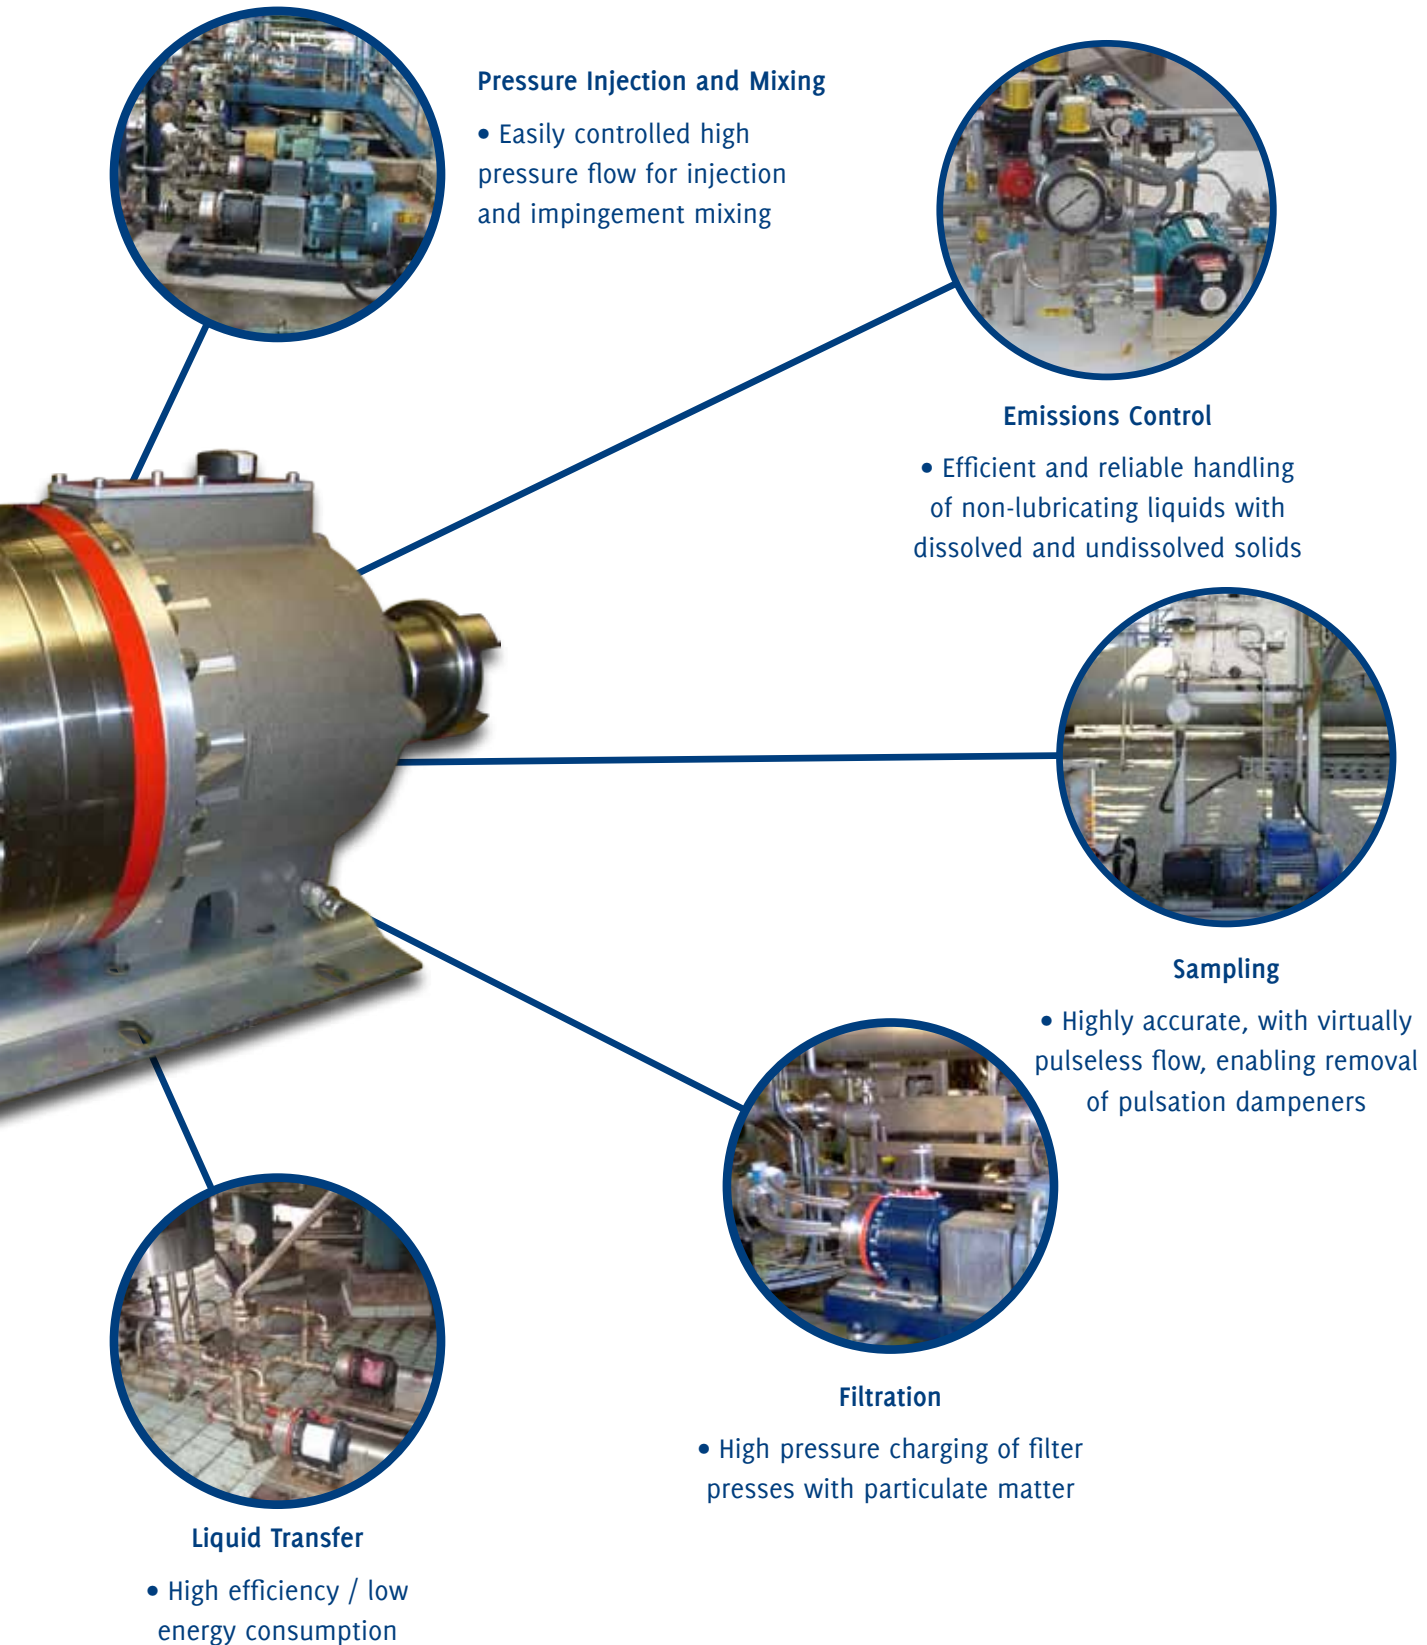 Pressure Injection and Mixing
• Easily controlled high
pressure flow for injection
and impingement mixing
Emissions Control
• Efficient and reliable handling
of non-lubricating liquids with
dissolved and undissolved solids
Sampling
• Highly accurate, with virtually
pulseless flow, enabling removal
of pulsation dampeners
Filtration
• High pressure charging of filter
presses with particulate matter
Liquid Transfer
• High efficiency / low
energy consumption